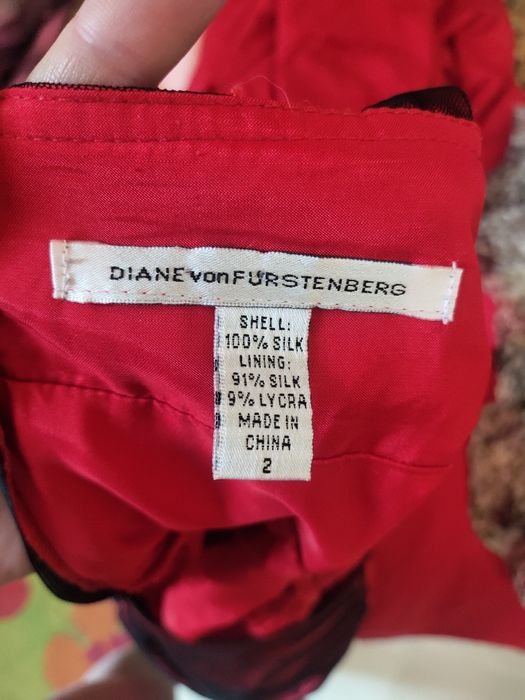 DIANE von FURSTENBERG
SHELL:
100% SILK
LINING:
91% SILK
9% LYCRA
MADE IN
CHINA
2